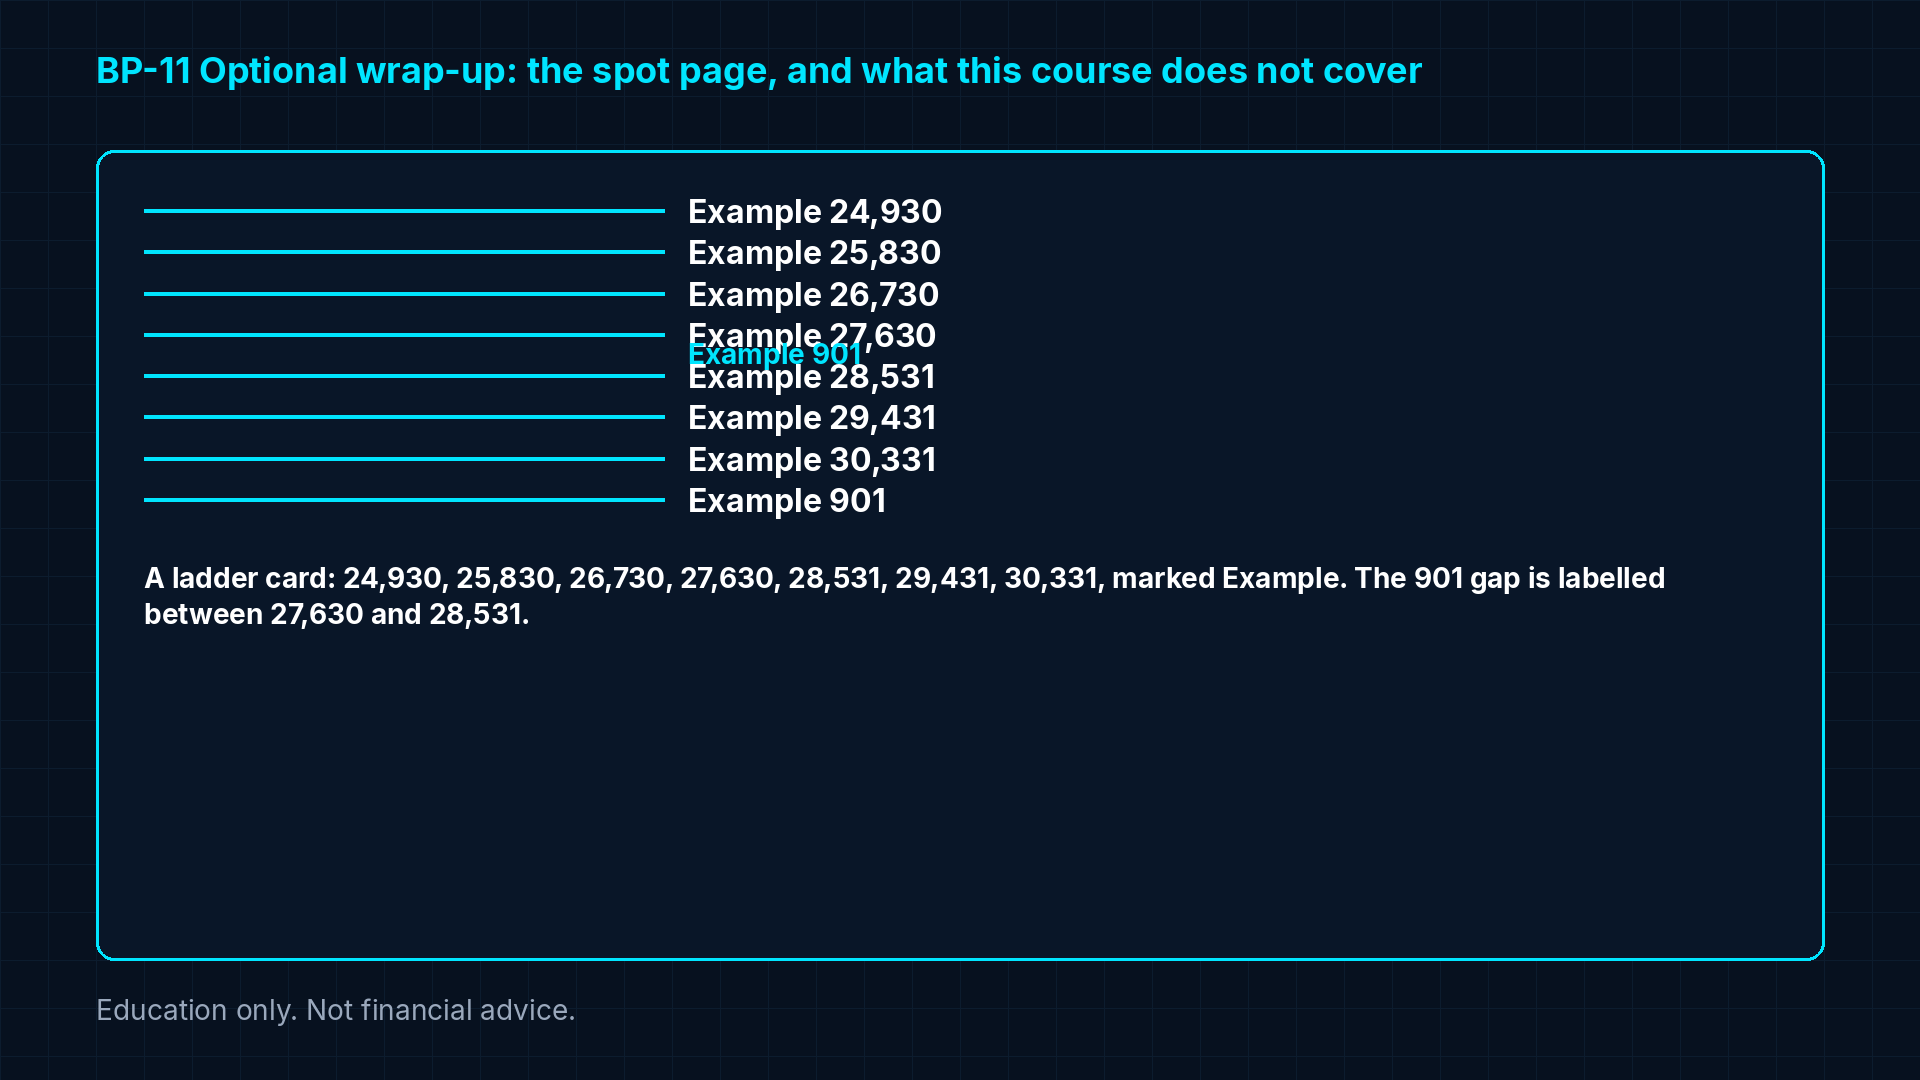 BP-11 Optional wrap-up: the spot page, and what this course does not cover
Example 24,930
Example 25,830
Example 26,730
Example 27,630
Example 901
Example 28,531
Example 29,431
Example 30,331
Example 901
A ladder card: 24,930, 25,830, 26,730, 27,630, 28,531, 29,431, 30,331, marked Example. The 901 gap is labelled
between 27,630 and 28,531.
Education only. Not financial advice.